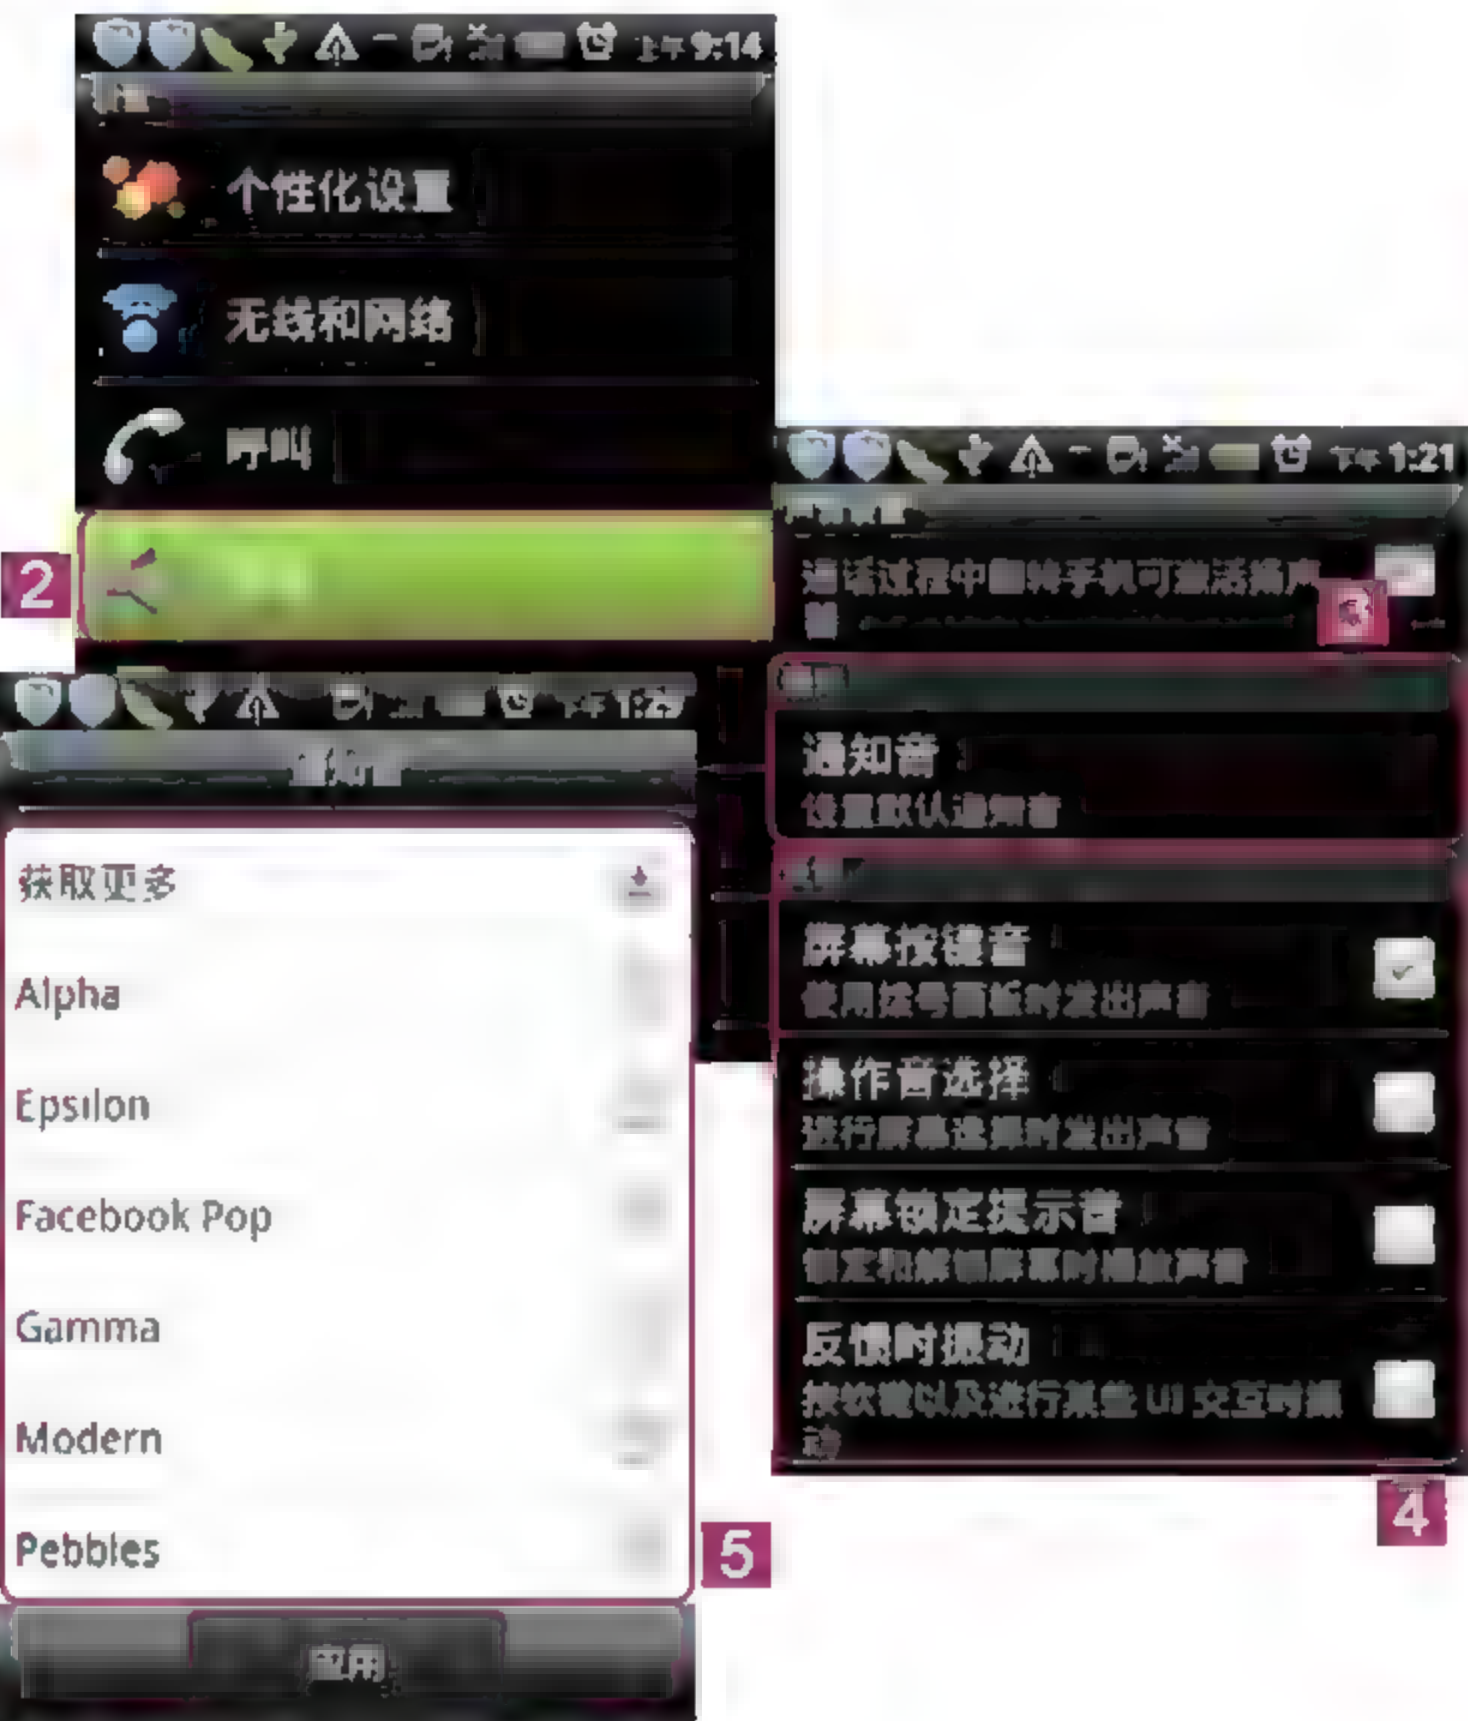 上午 9:14
个性化设置
无线和网络
呼叫
2
下午 1:21
通话过程中翻转手机可激活扬声
器
3
通知音
设置默认通知音
屏幕按键音
使用拨号面板时发出声音
操作音选择
进行屏幕选择时发出声音
屏幕锁定提示音
锁定和解锁屏幕时播放声音
反馈时振动
按软键以及进行某些 UI 交互时振
动
4
下午
通知音
获取更多
Alpha
Epsilon
Facebook Pop
Gamma
Modern
Pebbles
5
应用